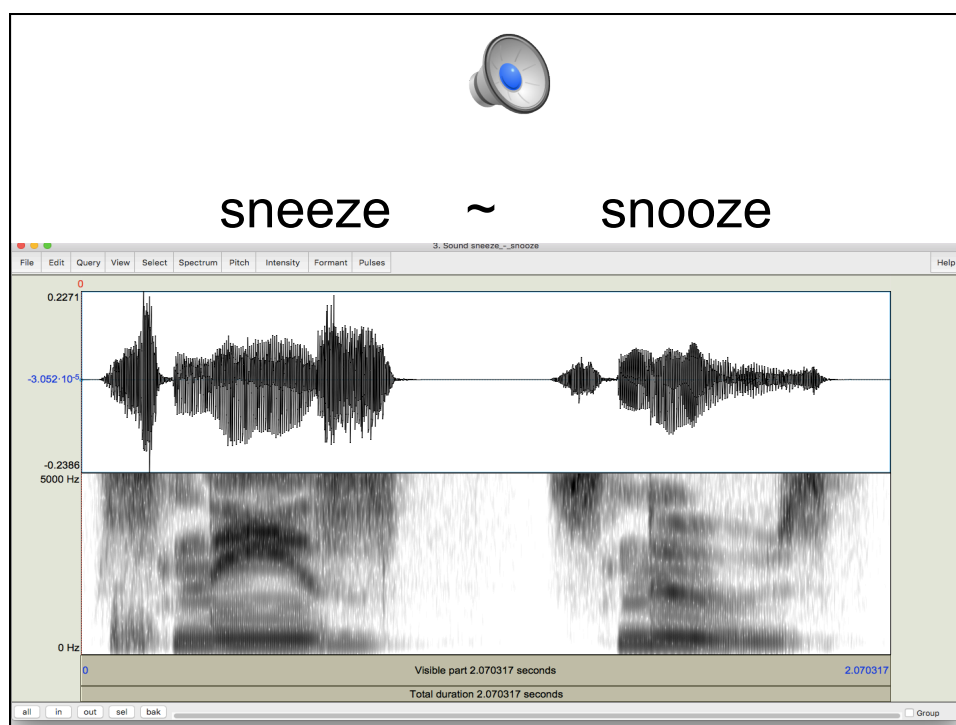 sneeze ~ snooze
3. Sound sneeze_-_snooze
File Edit Query View Select Spectrum Pitch Intensity Formant Pulses Help
0
0.2271
-3.052·10-5
-0.2386
5000 Hz
0 Hz
0 Visible part 2.070317 seconds 2.070317
Total duration 2.070317 seconds
all in out sel bak Group